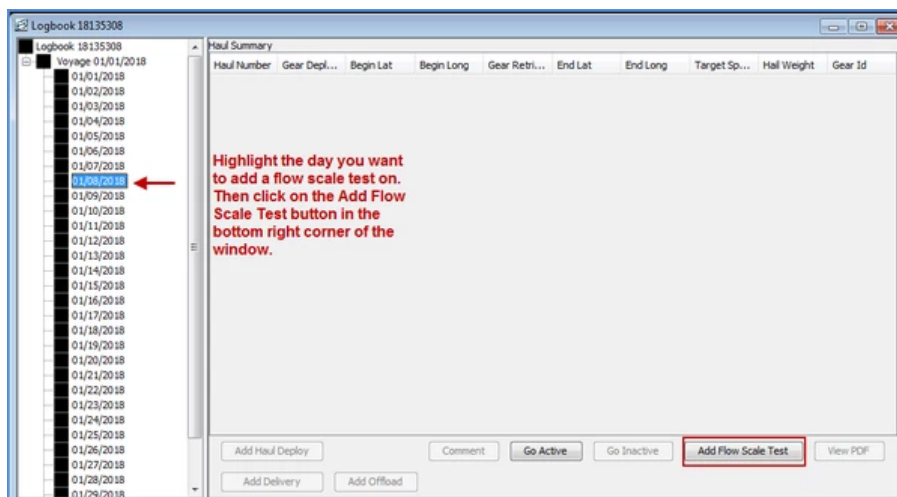 Logbook 18135308
Logbook 18135308
Voyage 01/01/2018
01/01/2018
01/02/2018
01/03/2018
01/04/2018
01/05/2018
01/06/2018
01/07/2018
01/08/2018
01/09/2018
01/10/2018
01/11/2018
01/12/2018
01/13/2018
01/14/2018
01/15/2018
01/16/2018
01/17/2018
01/18/2018
01/19/2018
01/20/2018
01/21/2018
01/22/2018
01/23/2018
01/24/2018
01/25/2018
01/26/2018
01/27/2018
01/28/2018
01/29/2018
Haul Summary
Haul Number Gear Depl... Begin Lat Begin Long Gear Retri... End Lat End Long Target Sp... Hail Weight Gear Id
Highlight the day you want
to add a flow scale test on.
Then click on the Add Flow
Scale Test button in the
bottom right corner of the
window.
Add Haul Deploy Comment Go Active Go Inactive Add Flow Scale Test View PDF
Add Delivery Add Offload